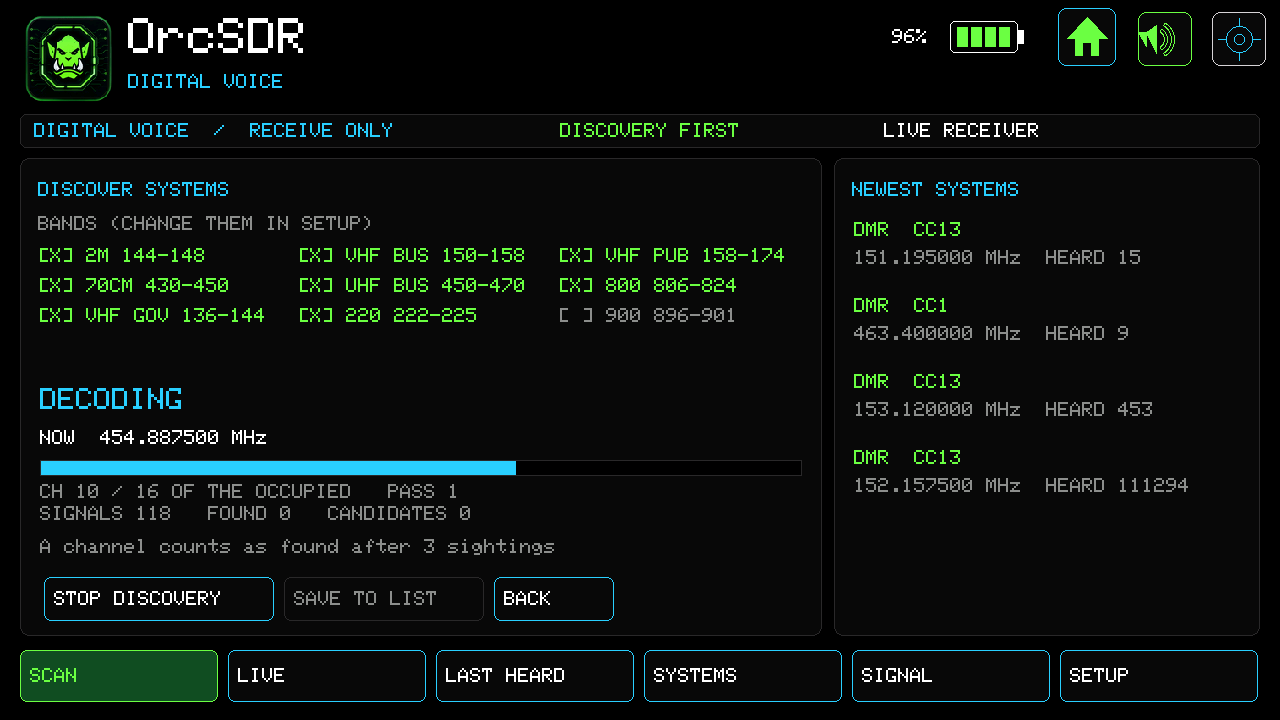 OrcSDR
96%
DIGITAL VOICE
DIGITAL VOICE / RECEIVE ONLY DISCOVERY FIRST LIVE RECEIVER
DISCOVER SYSTEMS
BANDS (CHANGE THEM IN SETUP)
[X] 2M 144-148 [X] VHF BUS 150-158 [X] VHF PUB 158-174
[X] 70CM 430-450 [X] UHF BUS 450-470 [X] 800 806-824
[X] VHF GOV 136-144 [X] 220 222-225 [ ] 900 896-901
DECODING
NOW 454.887500 MHz
CH 10 / 16 OF THE OCCUPIED PASS 1
SIGNALS 118 FOUND 0 CANDIDATES 0
A channel counts as found after 3 sightings
STOP DISCOVERY SAVE TO LIST BACK
NEWEST SYSTEMS
DMR CC13
151.195000 MHz HEARD 15
DMR CC1
463.400000 MHz HEARD 9
DMR CC13
153.120000 MHz HEARD 453
DMR CC13
152.157500 MHz HEARD 111294
SCAN LIVE LAST HEARD SYSTEMS SIGNAL SETUP